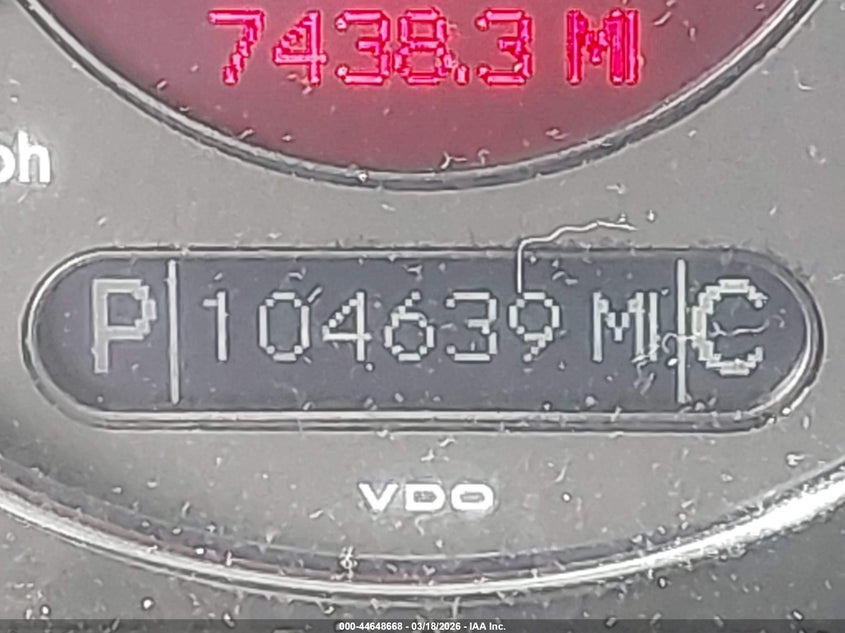 7438.3 MI
ph
P 104639 MI C
VDO
000-44648668 - 03/18/2026 - IAA Inc.